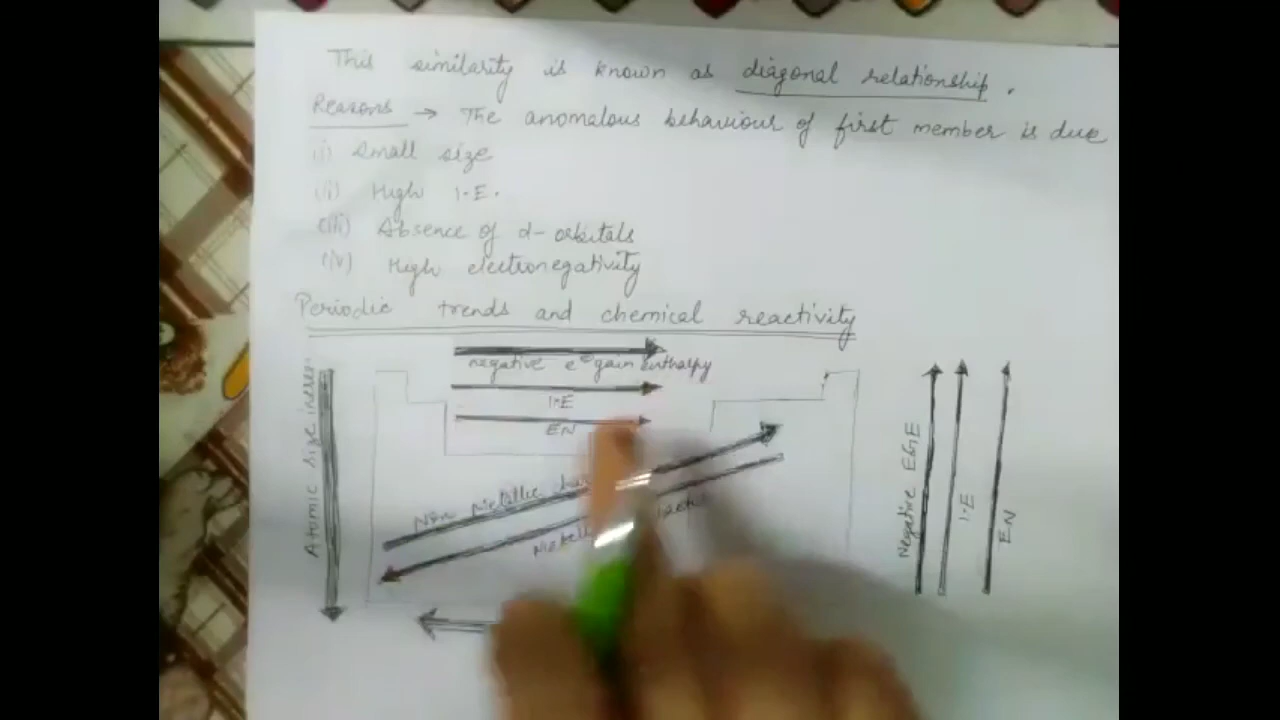 This similarity is known as diagonal relationship.
Reasons → The anomalous behaviour of first member is due
(i) Small size
(ii) High I.E.
(iii) Absence of d-orbitals
(iv) High electronegativity
Periodic trends and chemical reactivity
negative e⊖ gain enthalpy
I.E
EN
Atomic size
Non Metallic
Negative EGE
I.E
EN